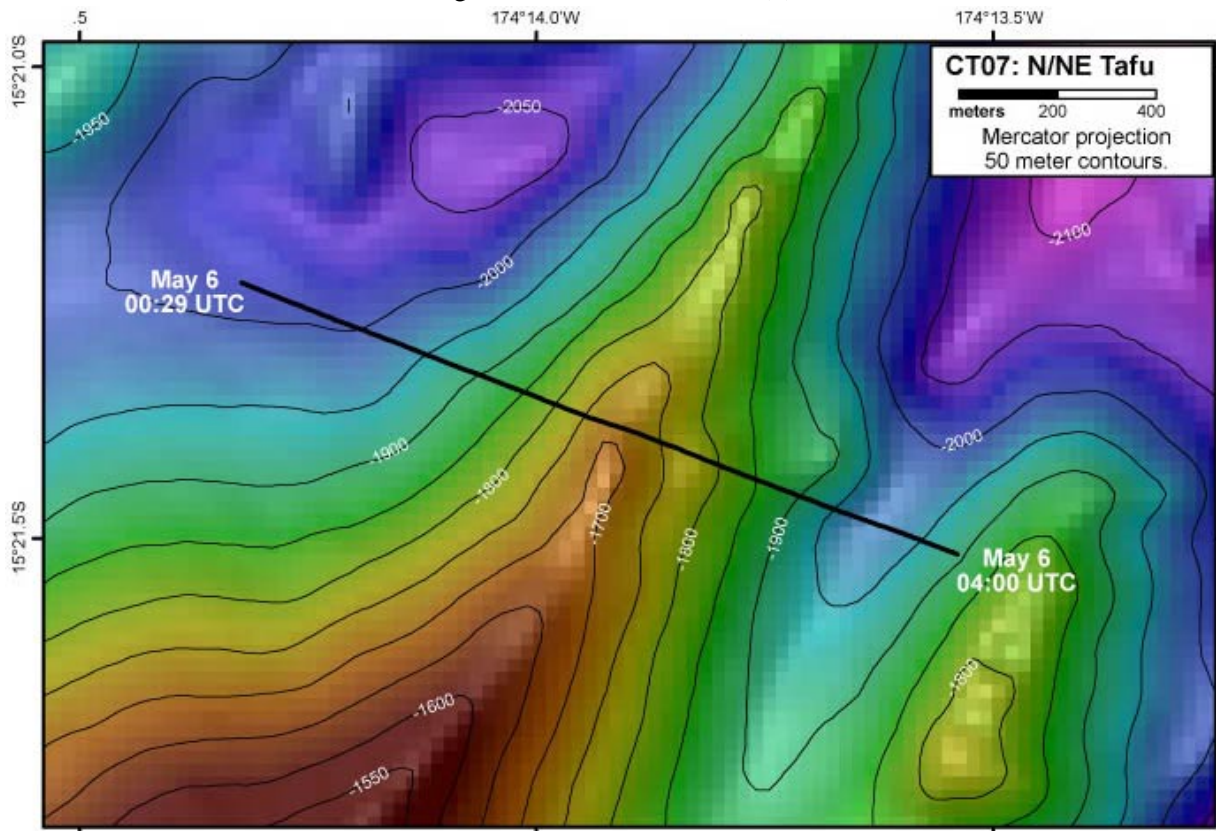 .5
174°14.0'W
174°13.5'W
15°21.0'S
CT07: N/NE Tafu
meters 200 400
Mercator projection
50 meter contours.
-1950
-2050
-2100
-2000
May 6
00:29 UTC
-2000
-1900
-1800
-1700
-1800
-1900
15°21.5'S
May 6
04:00 UTC
-1800
-1600
-1550